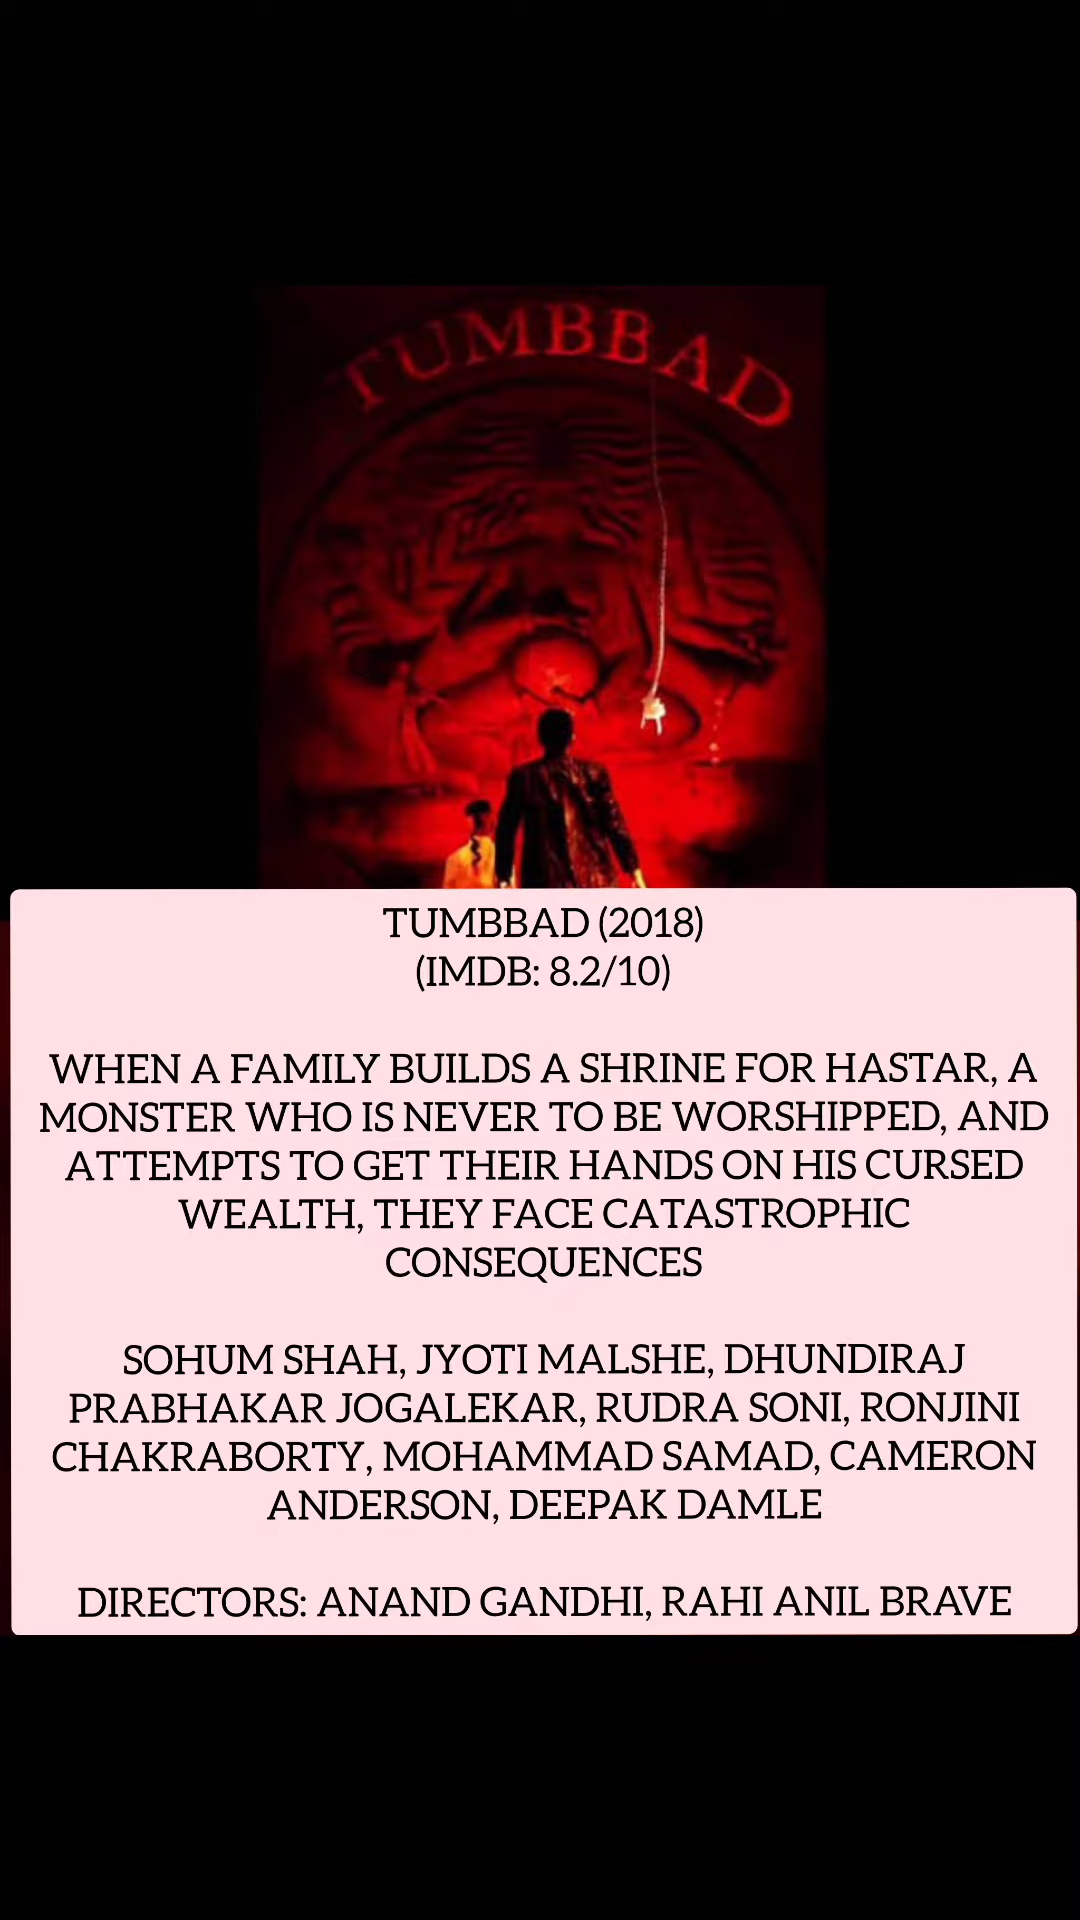 TUMBBAD
TUMBBAD (2018)
(IMDB: 8.2/10)
WHEN A FAMILY BUILDS A SHRINE FOR HASTAR, A
MONSTER WHO IS NEVER TO BE WORSHIPPED, AND
ATTEMPTS TO GET THEIR HANDS ON HIS CURSED
WEALTH, THEY FACE CATASTROPHIC
CONSEQUENCES
SOHUM SHAH, JYOTI MALSHE, DHUNDIRAJ
PRABHAKAR JOGALEKAR, RUDRA SONI, RONJINI
CHAKRABORTY, MOHAMMAD SAMAD, CAMERON
ANDERSON, DEEPAK DAMLE
DIRECTORS: ANAND GANDHI, RAHI ANIL BRAVE